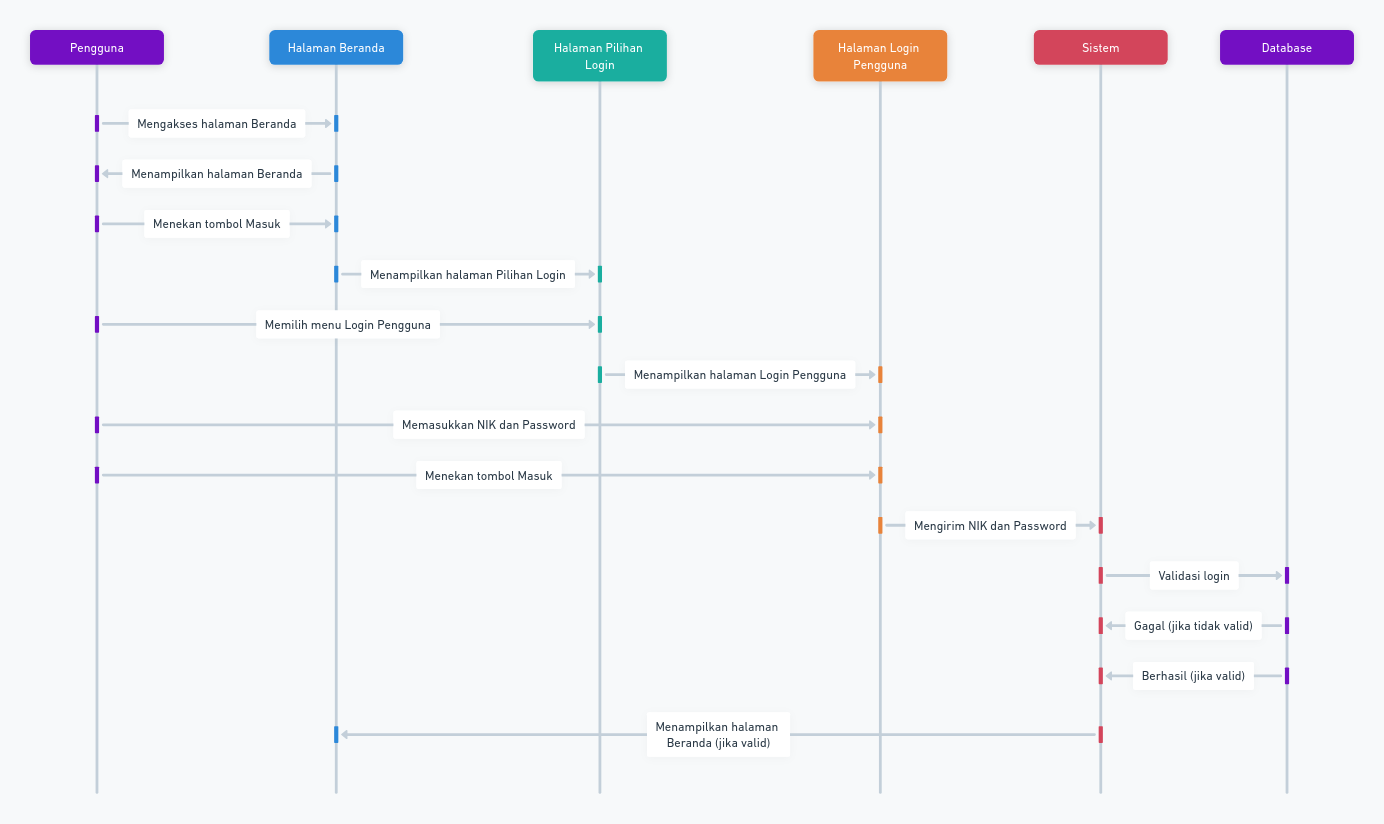 Pengguna
Halaman Beranda
Halaman Pilihan
Login
Halaman Login
Pengguna
Sistem
Database
Mengakses halaman Beranda
Menampilkan halaman Beranda
Menekan tombol Masuk
Menampilkan halaman Pilihan Login
Memilih menu Login Pengguna
Menampilkan halaman Login Pengguna
Memasukkan NIK dan Password
Menekan tombol Masuk
Mengirim NIK dan Password
Validasi login
Gagal (jika tidak valid)
Berhasil (jika valid)
Menampilkan halaman
Beranda (jika valid)